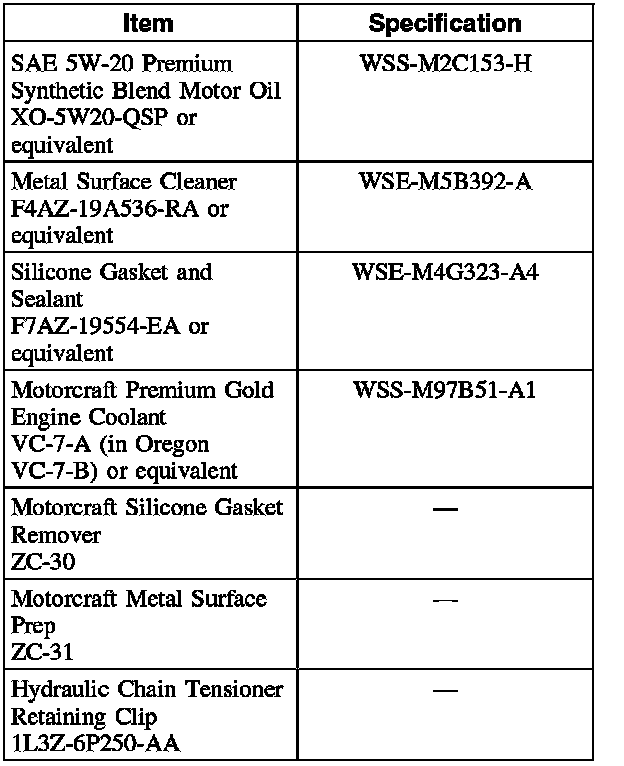 Item Specification
SAE 5W-20 Premium WSS-M2C153-H
Synthetic Blend Motor Oil
XO-5W20-QSP or
equivalent
Metal Surface Cleaner WSE-M5B392-A
F4AZ-19A536-RA or
equivalent
Silicone Gasket and WSE-M4G323-A4
Sealant
F7AZ-19554-EA or
equivalent
Motorcraft Premium Gold WSS-M97B51-A1
Engine Coolant
VC-7-A (in Oregon
VC-7-B) or equivalent
Motorcraft Silicone Gasket —
Remover
ZC-30
Motorcraft Metal Surface —
Prep
ZC-31
Hydraulic Chain Tensioner —
Retaining Clip
1L3Z-6P250-AA